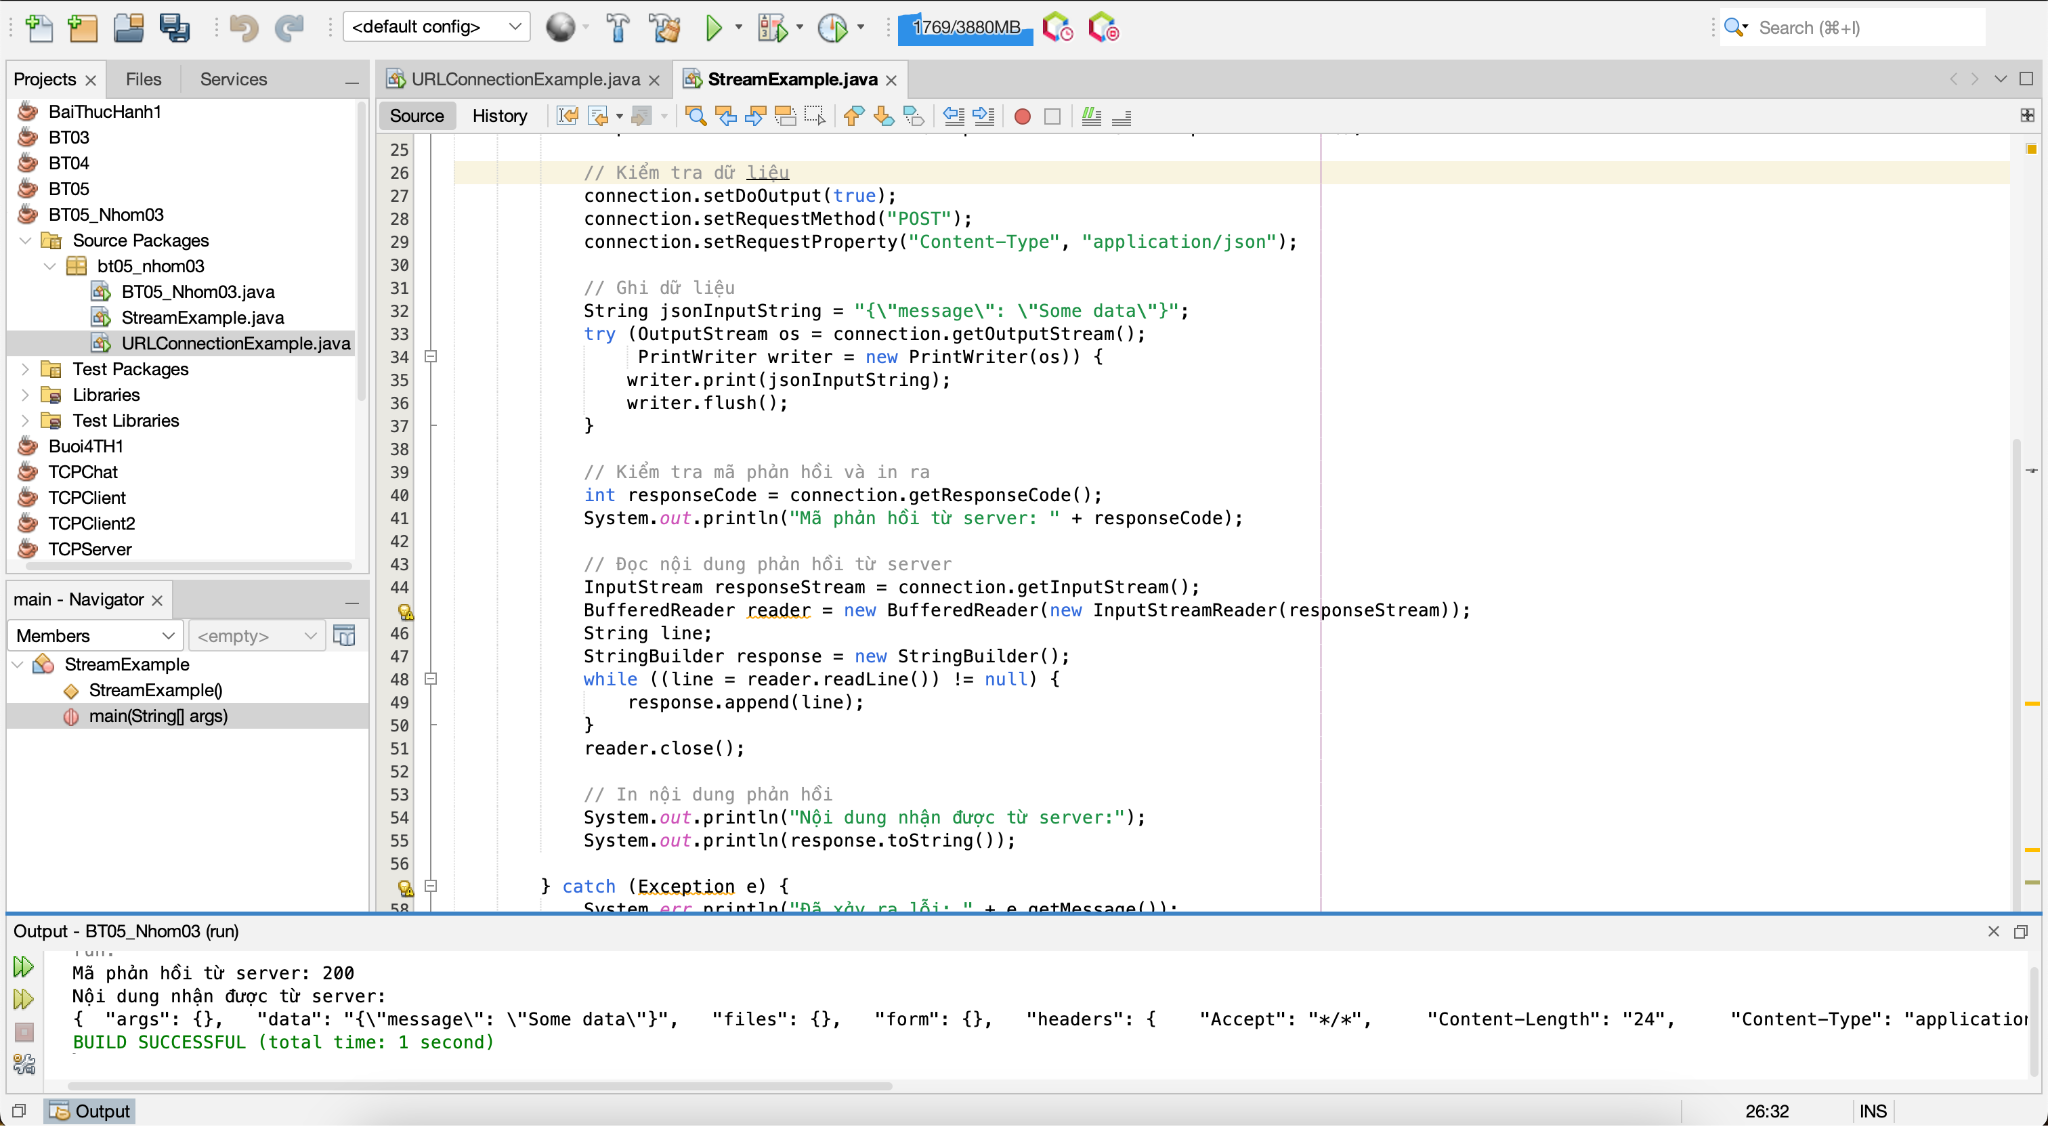 <default config>
1769/3880MB
Search (⌘+I)
Projects
Files
Services
BaiThucHanh1
BT03
BT04
BT05
BT05_Nhom03
Source Packages
bt05_nhom03
BT05_Nhom03.java
StreamExample.java
URLConnectionExample.java
Test Packages
Libraries
Test Libraries
Buoi4TH1
TCPChat
TCPClient
TCPClient2
TCPServer
main - Navigator
Members
<empty>
StreamExample
StreamExample()
main(String[] args)
URLConnectionExample.java
StreamExample.java
Source
History
25
26 // Kiểm tra dữ liệu
27 connection.setDoOutput(true);
28 connection.setRequestMethod("POST");
29 connection.setRequestProperty("Content-Type", "application/json");
30
31 // Ghi dữ liệu
32 String jsonInputString = "{\"message\": \"Some data\"}";
33 try (OutputStream os = connection.getOutputStream();
34 PrintWriter writer = new PrintWriter(os)) {
35 writer.print(jsonInputString);
36 writer.flush();
37 }
38
39 // Kiểm tra mã phản hồi và in ra
40 int responseCode = connection.getResponseCode();
41 System.out.println("Mã phản hồi từ server: " + responseCode);
42
43 // Đọc nội dung phản hồi từ server
44 InputStream responseStream = connection.getInputStream();
BufferedReader reader = new BufferedReader(new InputStreamReader(responseStream));
46 String line;
47 StringBuilder response = new StringBuilder();
48 while ((line = reader.readLine()) != null) {
49 response.append(line);
50 }
51 reader.close();
52
53 // In nội dung phản hồi
54 System.out.println("Nội dung nhận được từ server:");
55 System.out.println(response.toString());
56
} catch (Exception e) {
58 System.err.println("Đã xảy ra lỗi: " + e.getMessage());
Output - BT05_Nhom03 (run)
run:
Mã phản hồi từ server: 200
Nội dung nhận được từ server:
{ "args": {}, "data": "{\"message\": \"Some data\"}", "files": {}, "form": {}, "headers": { "Accept": "*/*", "Content-Length": "24", "Content-Type": "application
BUILD SUCCESSFUL (total time: 1 second)
Output
26:32
INS